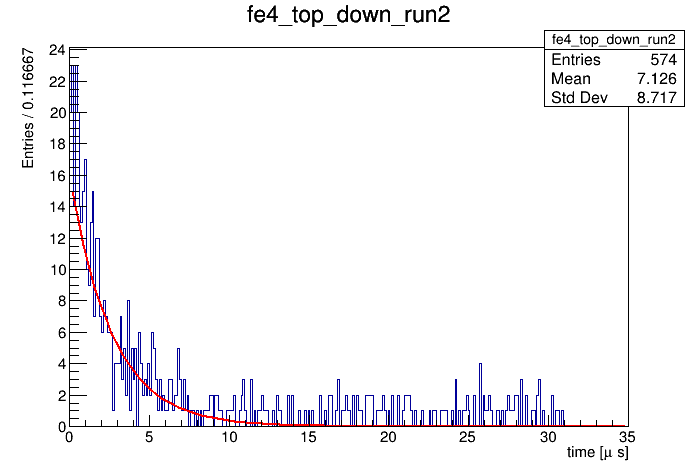 fe4_top_down_run2
fe4_top_down_run2
Entries 574
Mean 7.126
Std Dev 8.717
Entries / 0.116667
24
22
20
18
16
14
12
10
8
6
4
2
0
0 5 10 15 20 25 30 35
time [μ s]